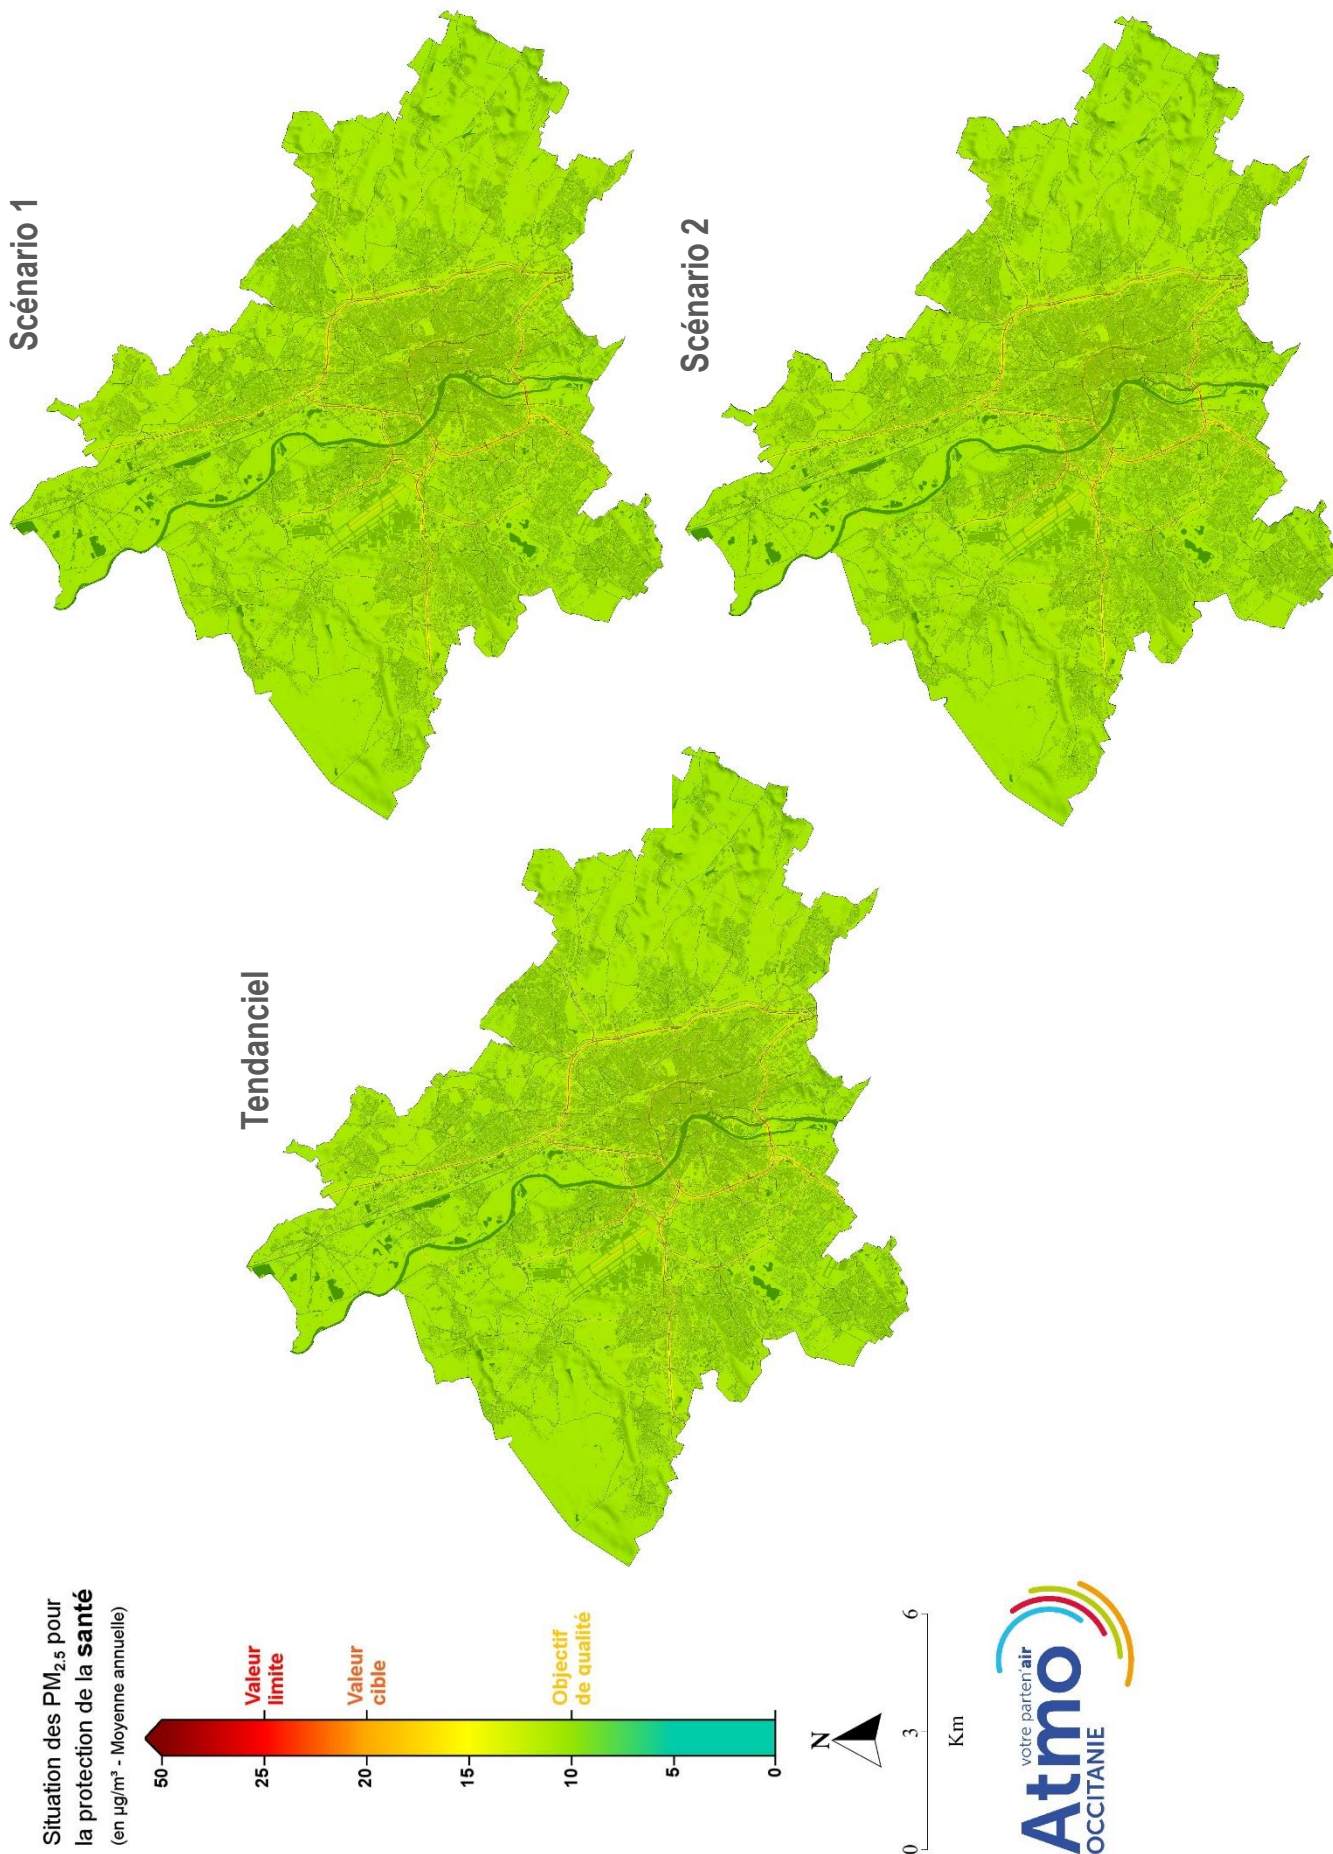 Situation des PM2.5 pour
la protection de la santé
(en µg/m³ - Moyenne annuelle)
50
25
20
15
10
5
0
Valeur
limite
Valeur
cible
Objectif
de qualité
N
0 3 6
Km
votre parten'air
Atmo
OCCITANIE
Tendanciel
Scénario 1
Scénario 2